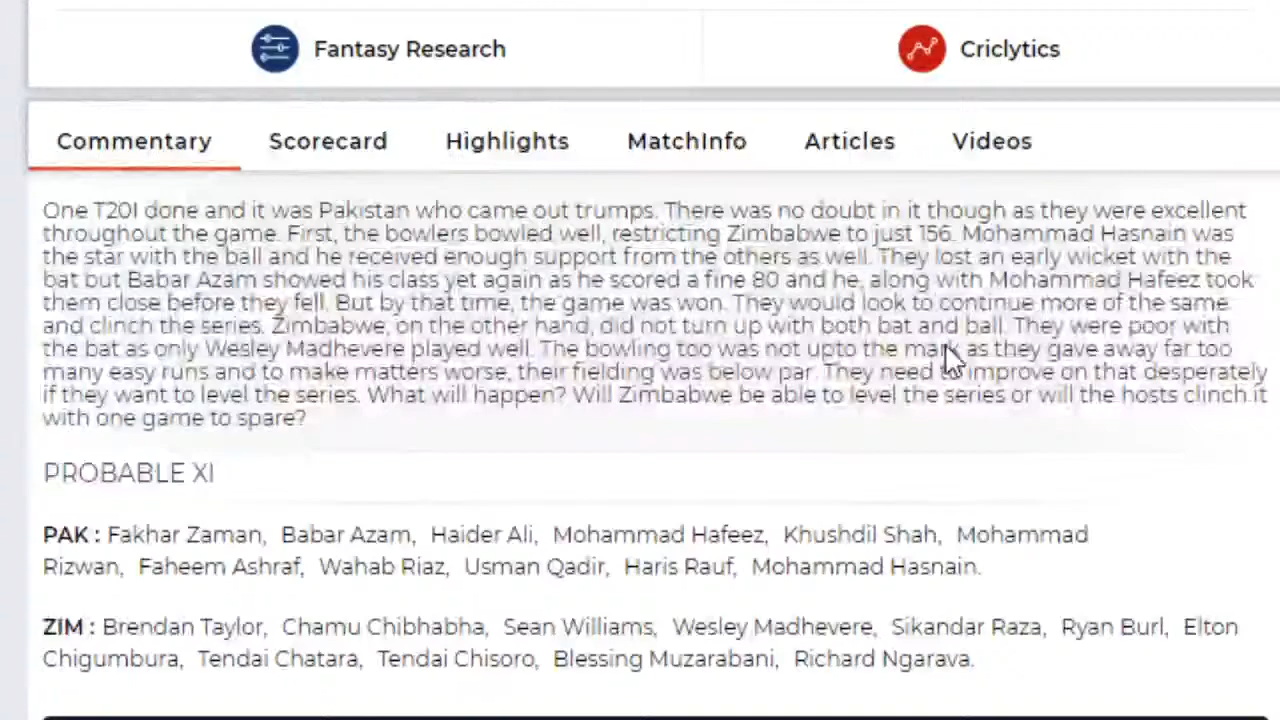 Fantasy Research Criclytics
Commentary Scorecard Highlights MatchInfo Articles Videos
One T20I done and it was Pakistan who came out trumps. There was no doubt in it though as they were excellent
throughout the game. First, the bowlers bowled well, restricting Zimbabwe to just 156. Mohammad Hasnain was
the star with the ball and he received enough support from the others as well. They lost an early wicket with the
bat but Babar Azam showed his class yet again as he scored a fine 80 and he, along with Mohammad Hafeez took
them close before they fell. But by that time, the game was won. They would look to continue more of the same
and clinch the series. Zimbabwe, on the other hand, did not turn up with both bat and ball. They were poor with
the bat as only Wesley Madhevere played well. The bowling too was not upto the mark as they gave away far too
many easy runs and to make matters worse, their fielding was below par. They need to improve on that desperately
if they want to level the series. What will happen? Will Zimbabwe be able to level the series or will the hosts clinch it
with one game to spare?
PROBABLE XI
PAK : Fakhar Zaman, Babar Azam, Haider Ali, Mohammad Hafeez, Khushdil Shah, Mohammad
Rizwan, Faheem Ashraf, Wahab Riaz, Usman Qadir, Haris Rauf, Mohammad Hasnain.
ZIM : Brendan Taylor, Chamu Chibhabha, Sean Williams, Wesley Madhevere, Sikandar Raza, Ryan Burl, Elton
Chigumbura, Tendai Chatara, Tendai Chisoro, Blessing Muzarabani, Richard Ngarava.